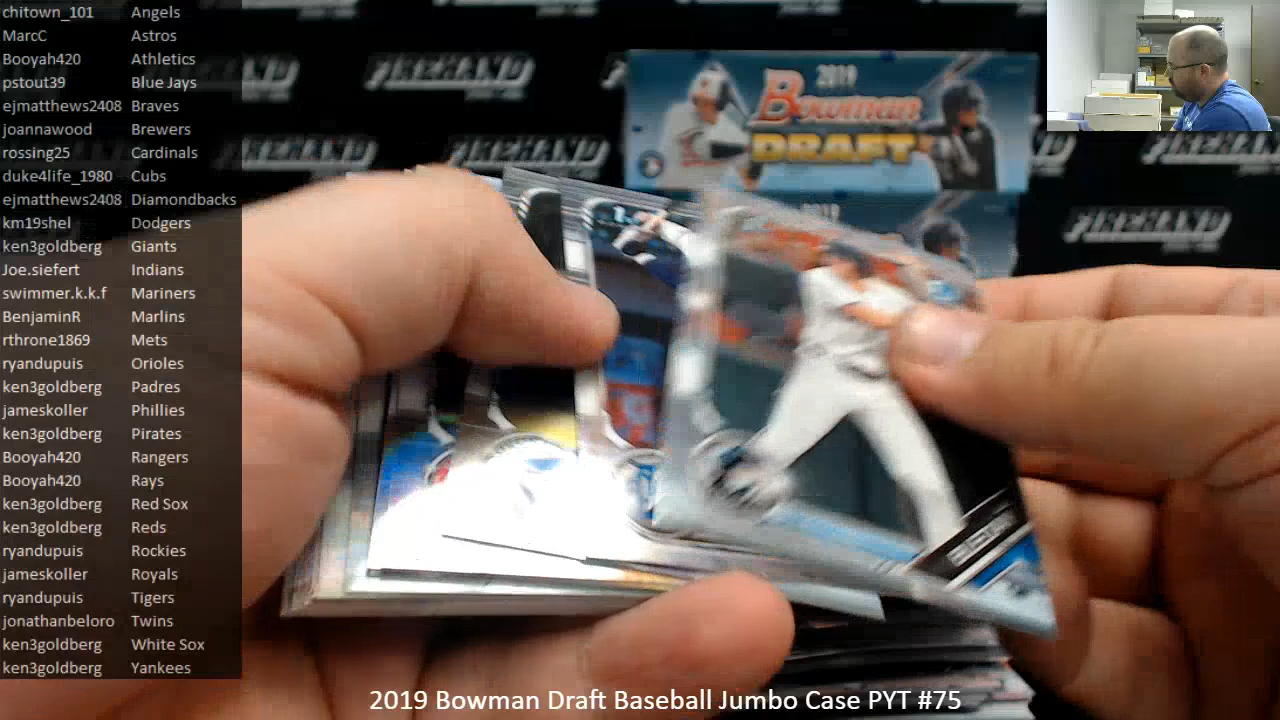 chitown_101 Angels
MarcC Astros
Booyah420 Athletics
pstout39 Blue Jays
ejmatthews2408 Braves
joannawood Brewers
rossing25 Cardinals
duke4life_1980 Cubs
ejmatthews2408 Diamondbacks
km19shel Dodgers
ken3goldberg Giants
Joe.siefert Indians
swimmer.k.k.f Mariners
BenjaminR Marlins
rthrone1869 Mets
ryandupuis Orioles
ken3goldberg Padres
jameskoller Phillies
ken3goldberg Pirates
Booyah420 Rangers
Booyah420 Rays
ken3goldberg Red Sox
ken3goldberg Reds
ryandupuis Rockies
jameskoller Royals
ryandupuis Tigers
jonathanbeloro Twins
ken3goldberg White Sox
ken3goldberg Yankees
FIREHAND
FIREHAND
FIREHAND
FIREHAND
2019
Bowman
DRAFT
2019 Bowman Draft Baseball Jumbo Case PYT #75